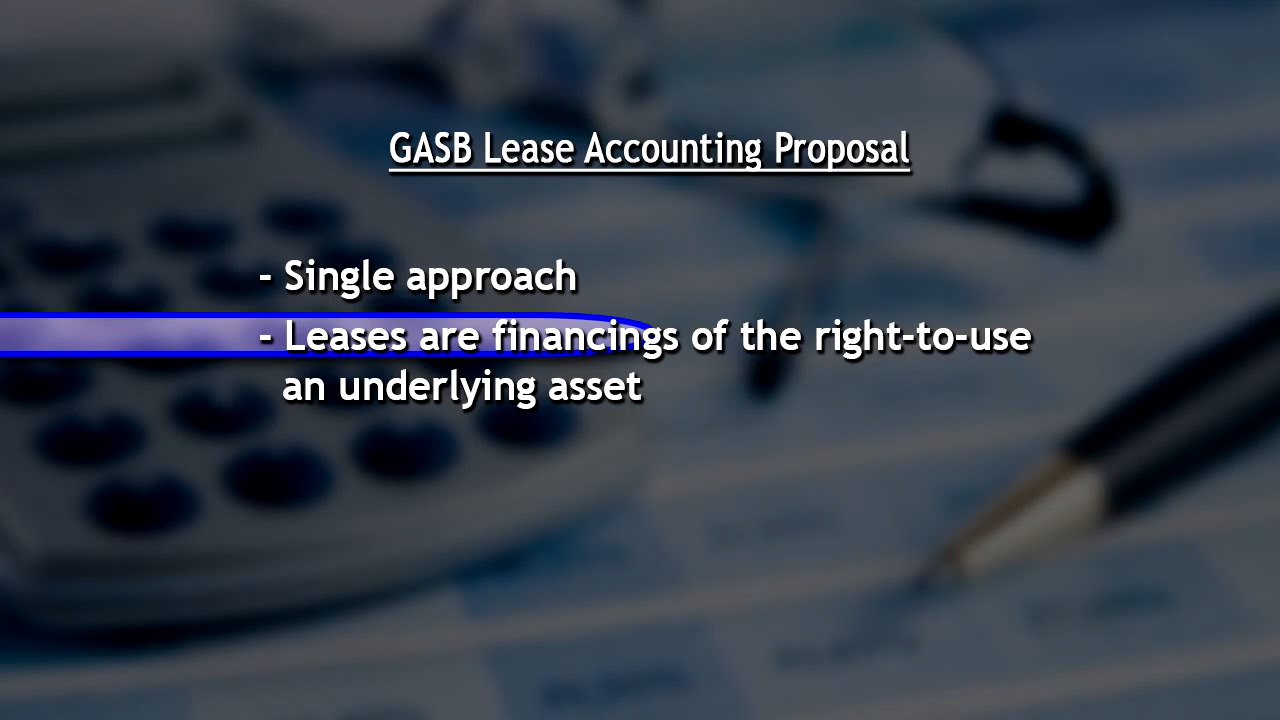 GASB Lease Accounting Proposal
- Single approach
- Leases are financings of the right-to-use
an underlying asset